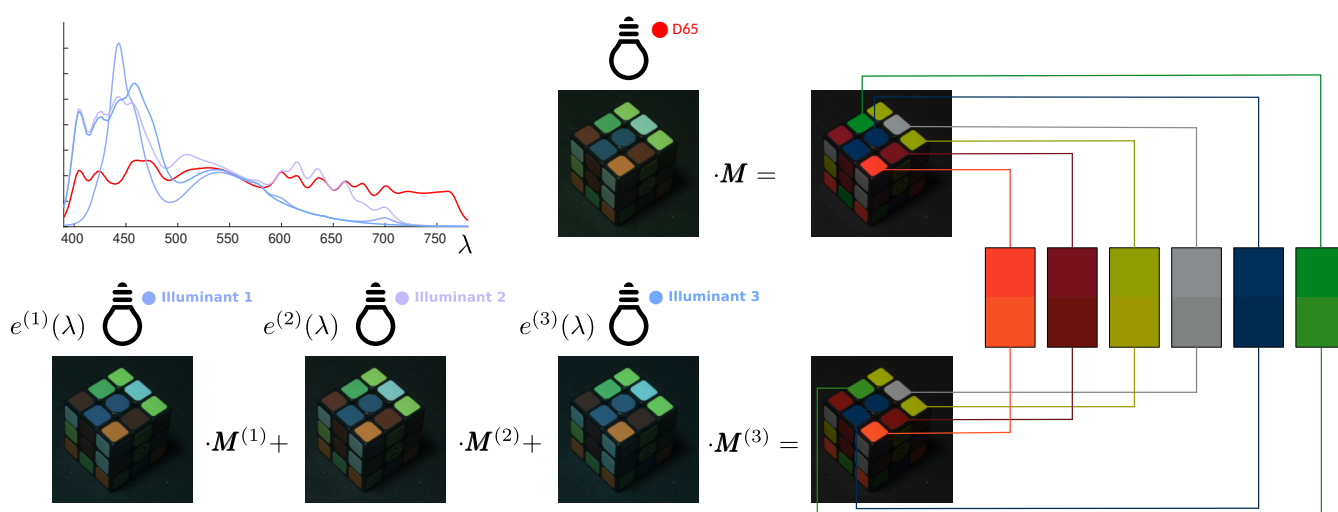 D65
·M =
400 450 500 550 600 650 700 750 λ
Illuminant 1
Illuminant 2
Illuminant 3
e^(1)(λ)
e^(2)(λ)
e^(3)(λ)
·M^(1)+
·M^(2)+
·M^(3) =